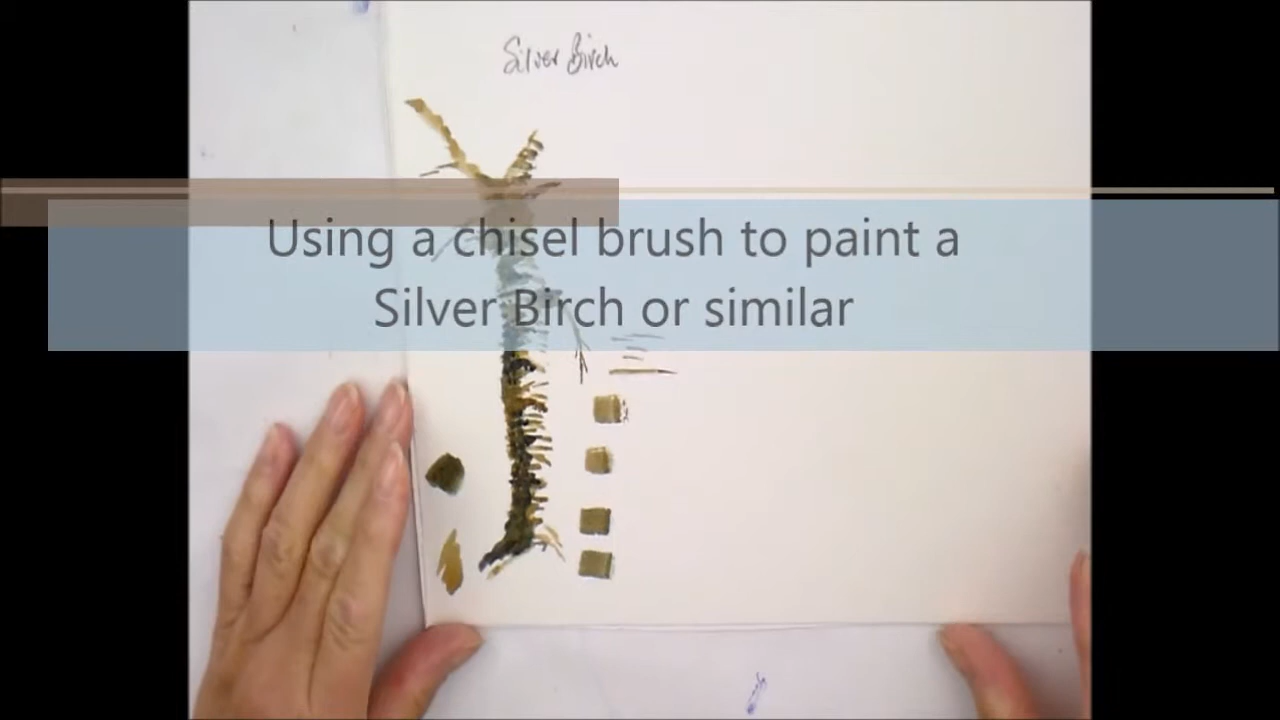 Silver Birch
Using a chisel brush to paint a
Silver Birch or similar